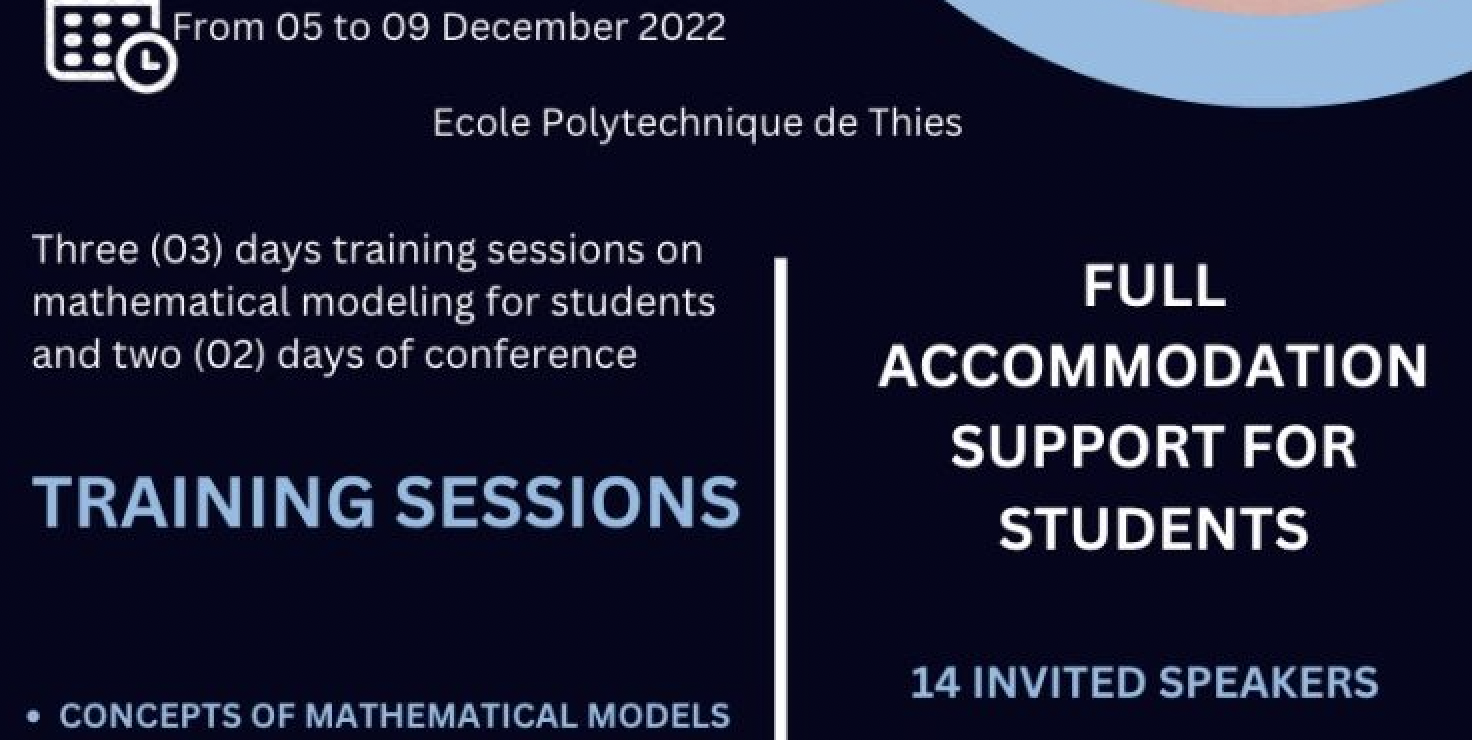 From 05 to 09 December 2022
Ecole Polytechnique de Thies
Three (03) days training sessions on
mathematical modeling for students
and two (02) days of conference
TRAINING SESSIONS
• CONCEPTS OF MATHEMATICAL MODELS
FULL
ACCOMMODATION
SUPPORT FOR
STUDENTS
14 INVITED SPEAKERS